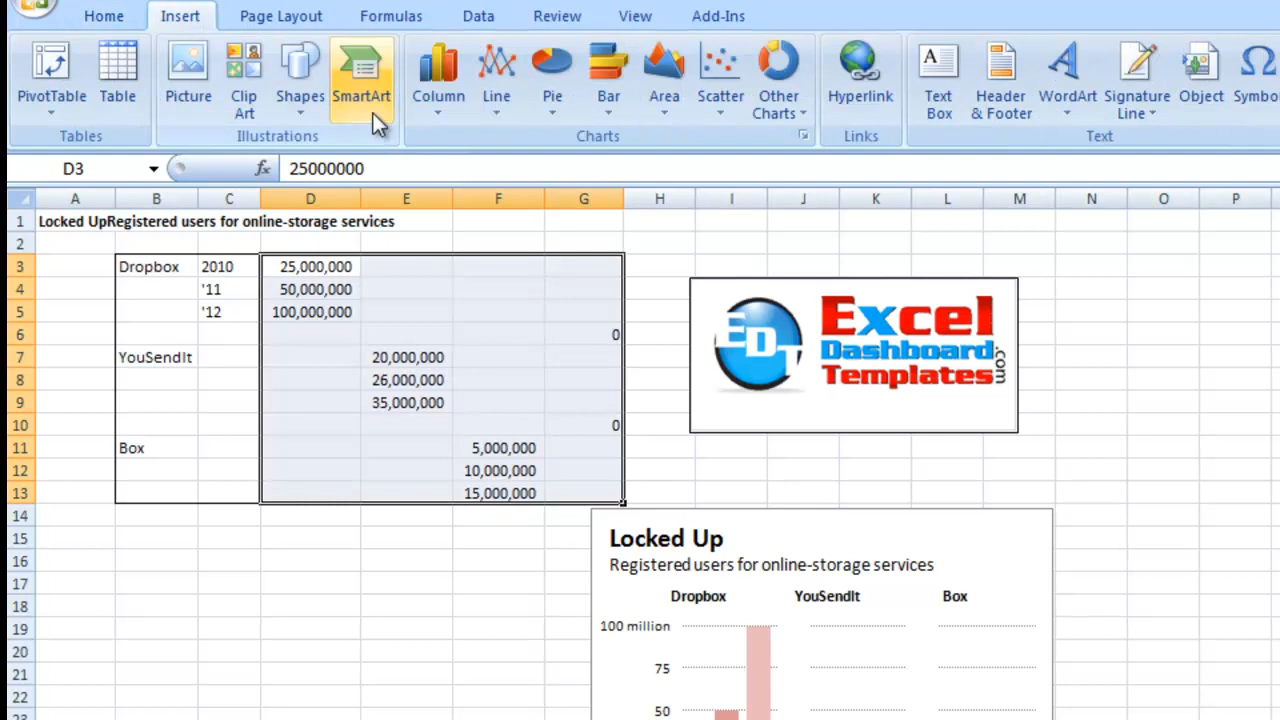 Home Insert Page Layout Formulas Data Review View Add-Ins
PivotTable Table Picture Clip Art Shapes SmartArt Column Line Pie Bar Area Scatter Other Charts Hyperlink Text Box Header & Footer WordArt Signature Line Object Symbo
Tables Illustrations Charts Links Text
D3 fx 25000000
A B C D E F G H I J K L M N O P
1 Locked UpRegistered users for online-storage services
2
3 Dropbox 2010 25,000,000
4 '11 50,000,000
5 '12 100,000,000
6 0
7 YouSendIt 20,000,000
8 26,000,000
9 35,000,000
10 0
11 Box 5,000,000
12 10,000,000
13 15,000,000
14
15
16
17
18
19
20
21
22
23
EDT Excel
Dashboard
Templates
.com
Locked Up
Registered users for online-storage services
Dropbox YouSendIt Box
100 million
75
50